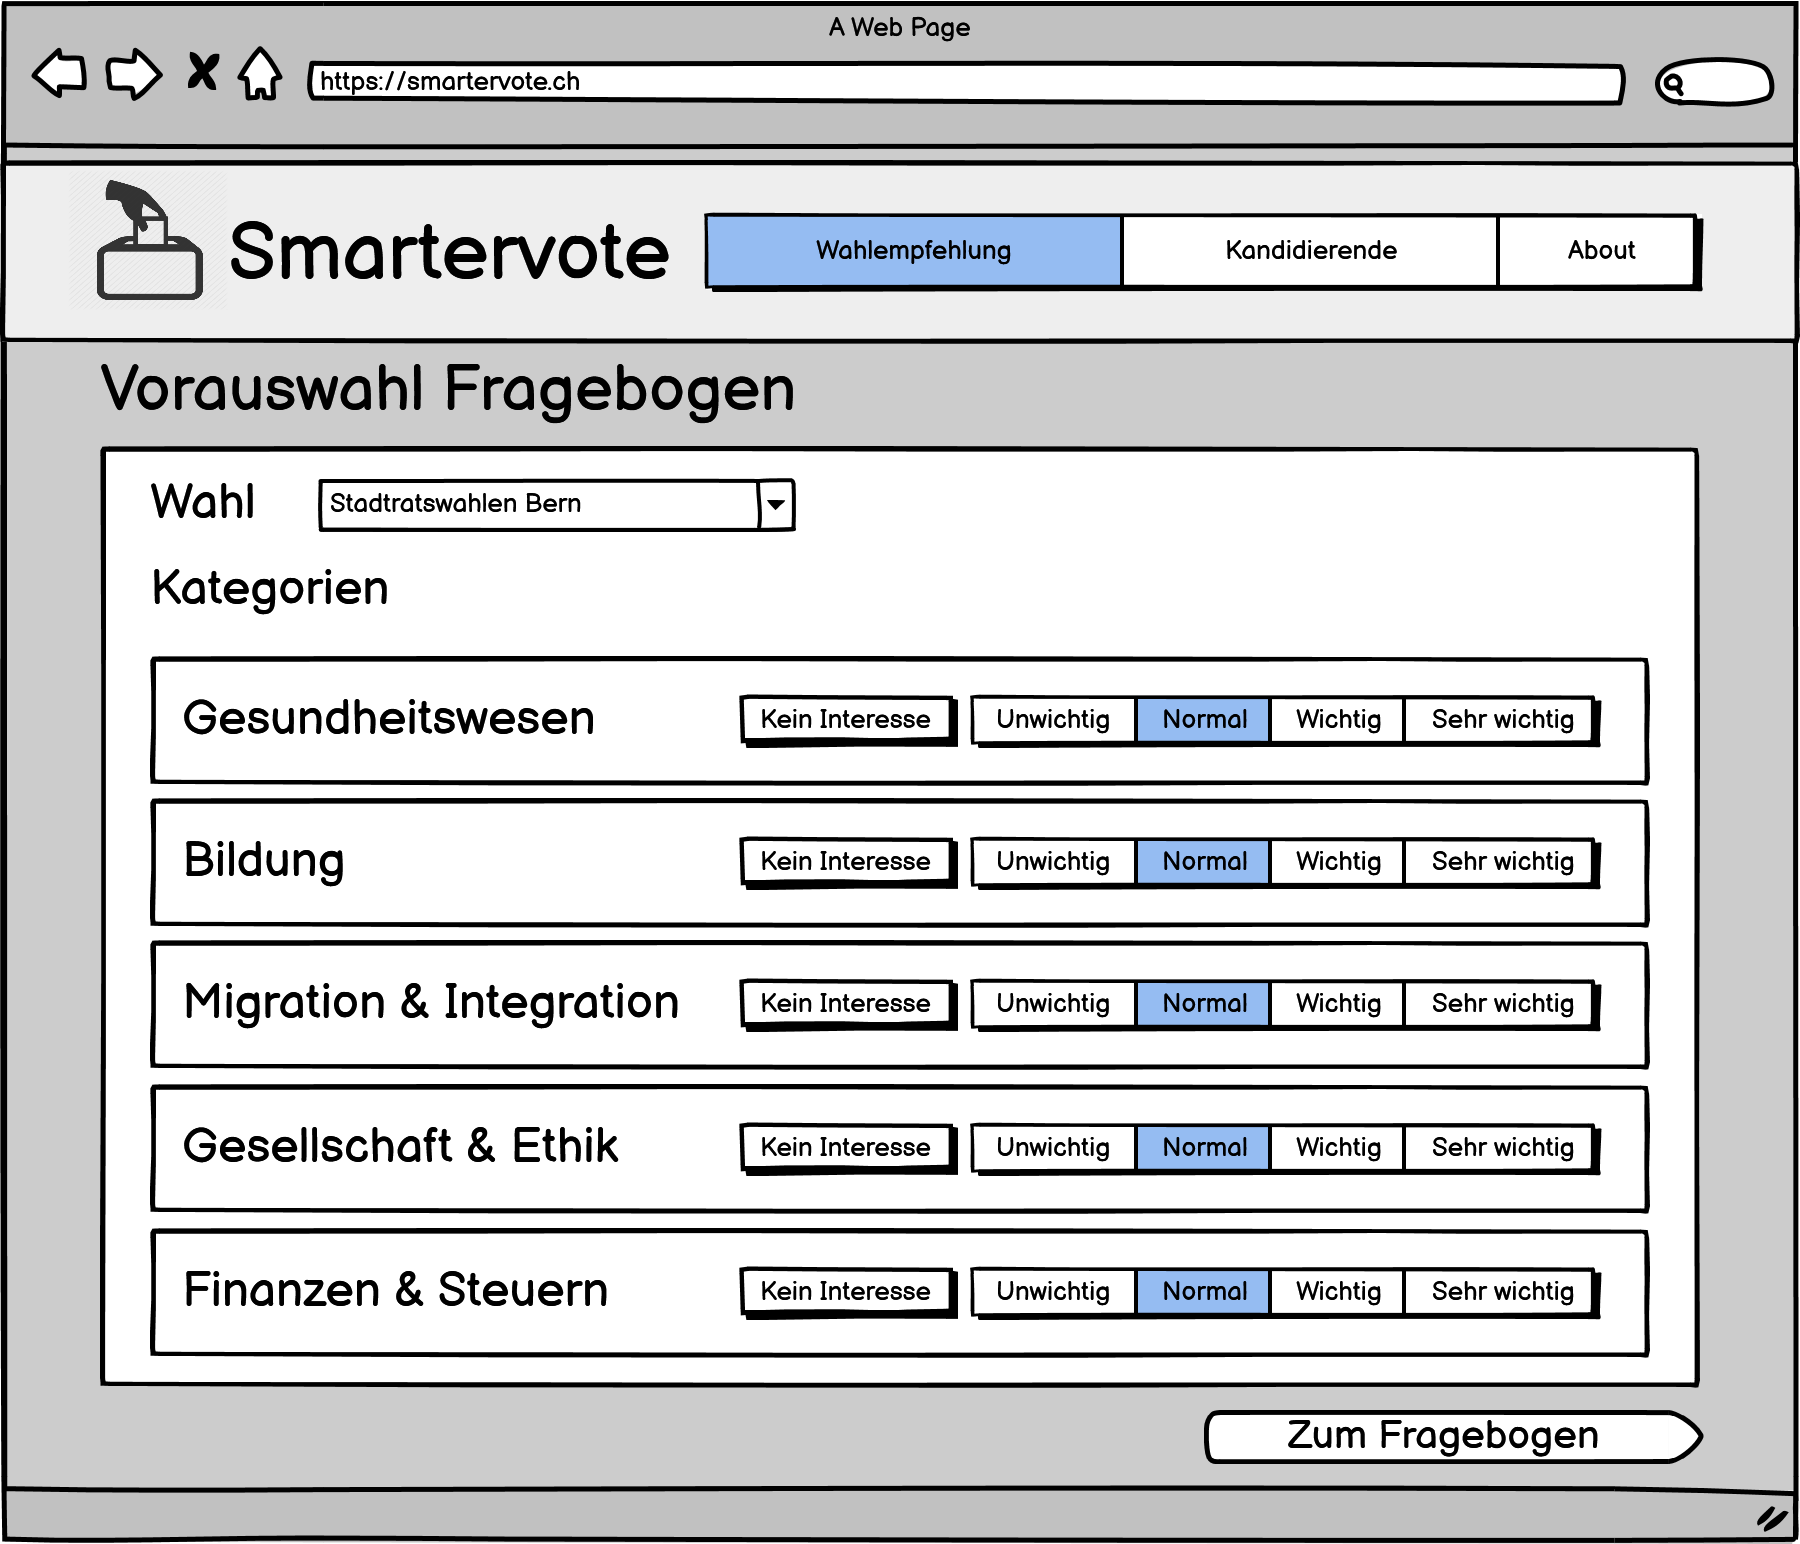 A Web Page
https://smartervote.ch
Smartervote
Wahlempfehlung Kandidierende About
Vorauswahl Fragebogen
Wahl Stadtratswahlen Bern
Kategorien
Gesundheitswesen Kein Interesse Unwichtig Normal Wichtig Sehr wichtig
Bildung Kein Interesse Unwichtig Normal Wichtig Sehr wichtig
Migration & Integration Kein Interesse Unwichtig Normal Wichtig Sehr wichtig
Gesellschaft & Ethik Kein Interesse Unwichtig Normal Wichtig Sehr wichtig
Finanzen & Steuern Kein Interesse Unwichtig Normal Wichtig Sehr wichtig
Zum Fragebogen